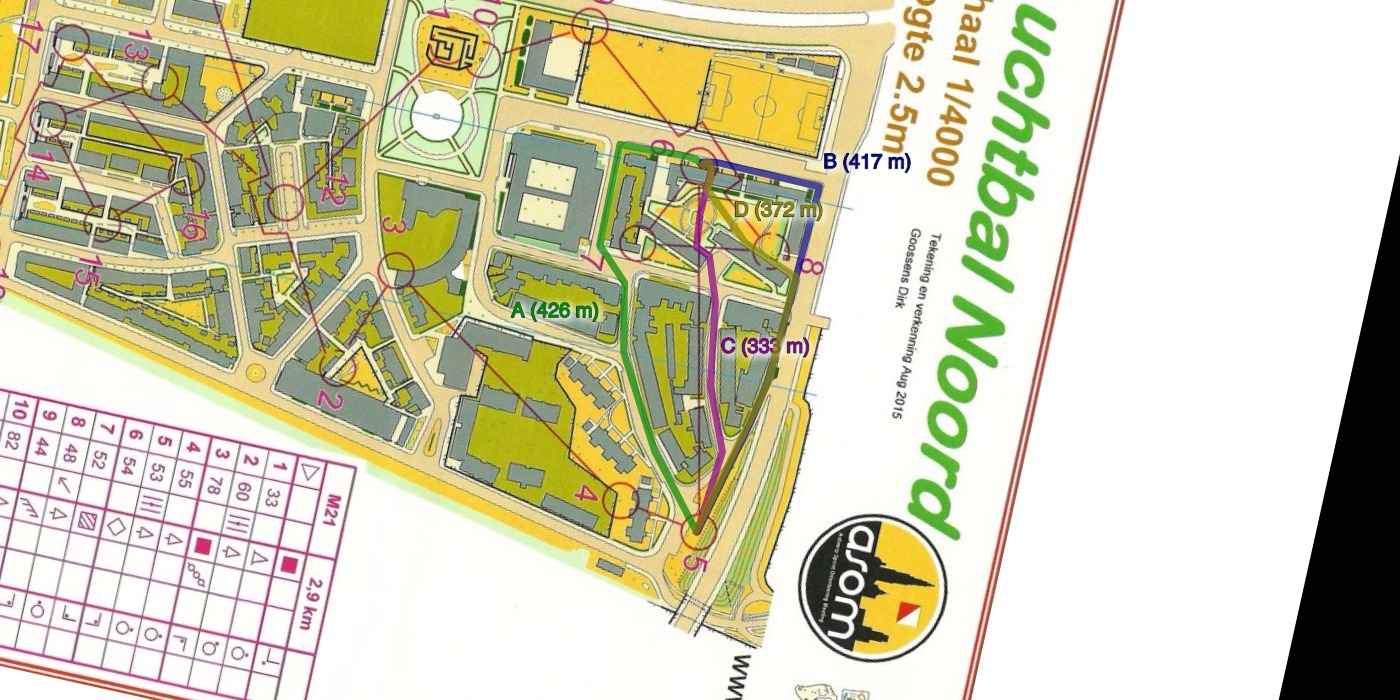 uchtbal Noord
haal 1/4000
ogte 2.5m
Tekening en verkenning Aug 2015
Goossens Dirk
B (417 m)
D (372 m)
A (426 m)
C (333 m)
17
13
1
10
6
14
12
3
16
7
8
15
2
4
5
asom
M21
2,9 km
1 33
2 60
3 78
4 55
5 53
6 54
7 52
8 48
9 44
10 82
ww